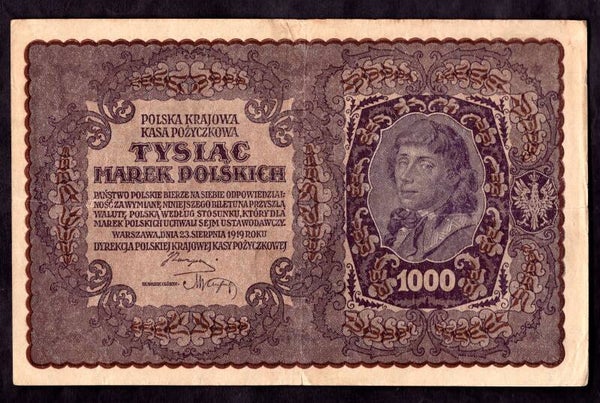 POLSKA KRAJOWA
KASA POŻYCZKOWA
TYSIĄC
MAREK POLSKICH
PAŃSTWO POLSKIE BIERZE NA SIEBIE ODPOWIEDZIAL
NOŚĆ ZA WYMIANĘ NINIEJSZEGO BILETU NA PRZYSZŁĄ
WALUTĘ, POLSKĄ WEDŁUG STOSUNKU, KTÓRY DLA
MAREK POLSKICH UCHWALI SEJM USTAWODAWCZY.
WARSZAWA, DNIA 23. SIERPNIA 1919 ROKU
DYREKCJA POLSKIEJ KRAJOWEJ KASY POŻYCZKOWEJ
1000